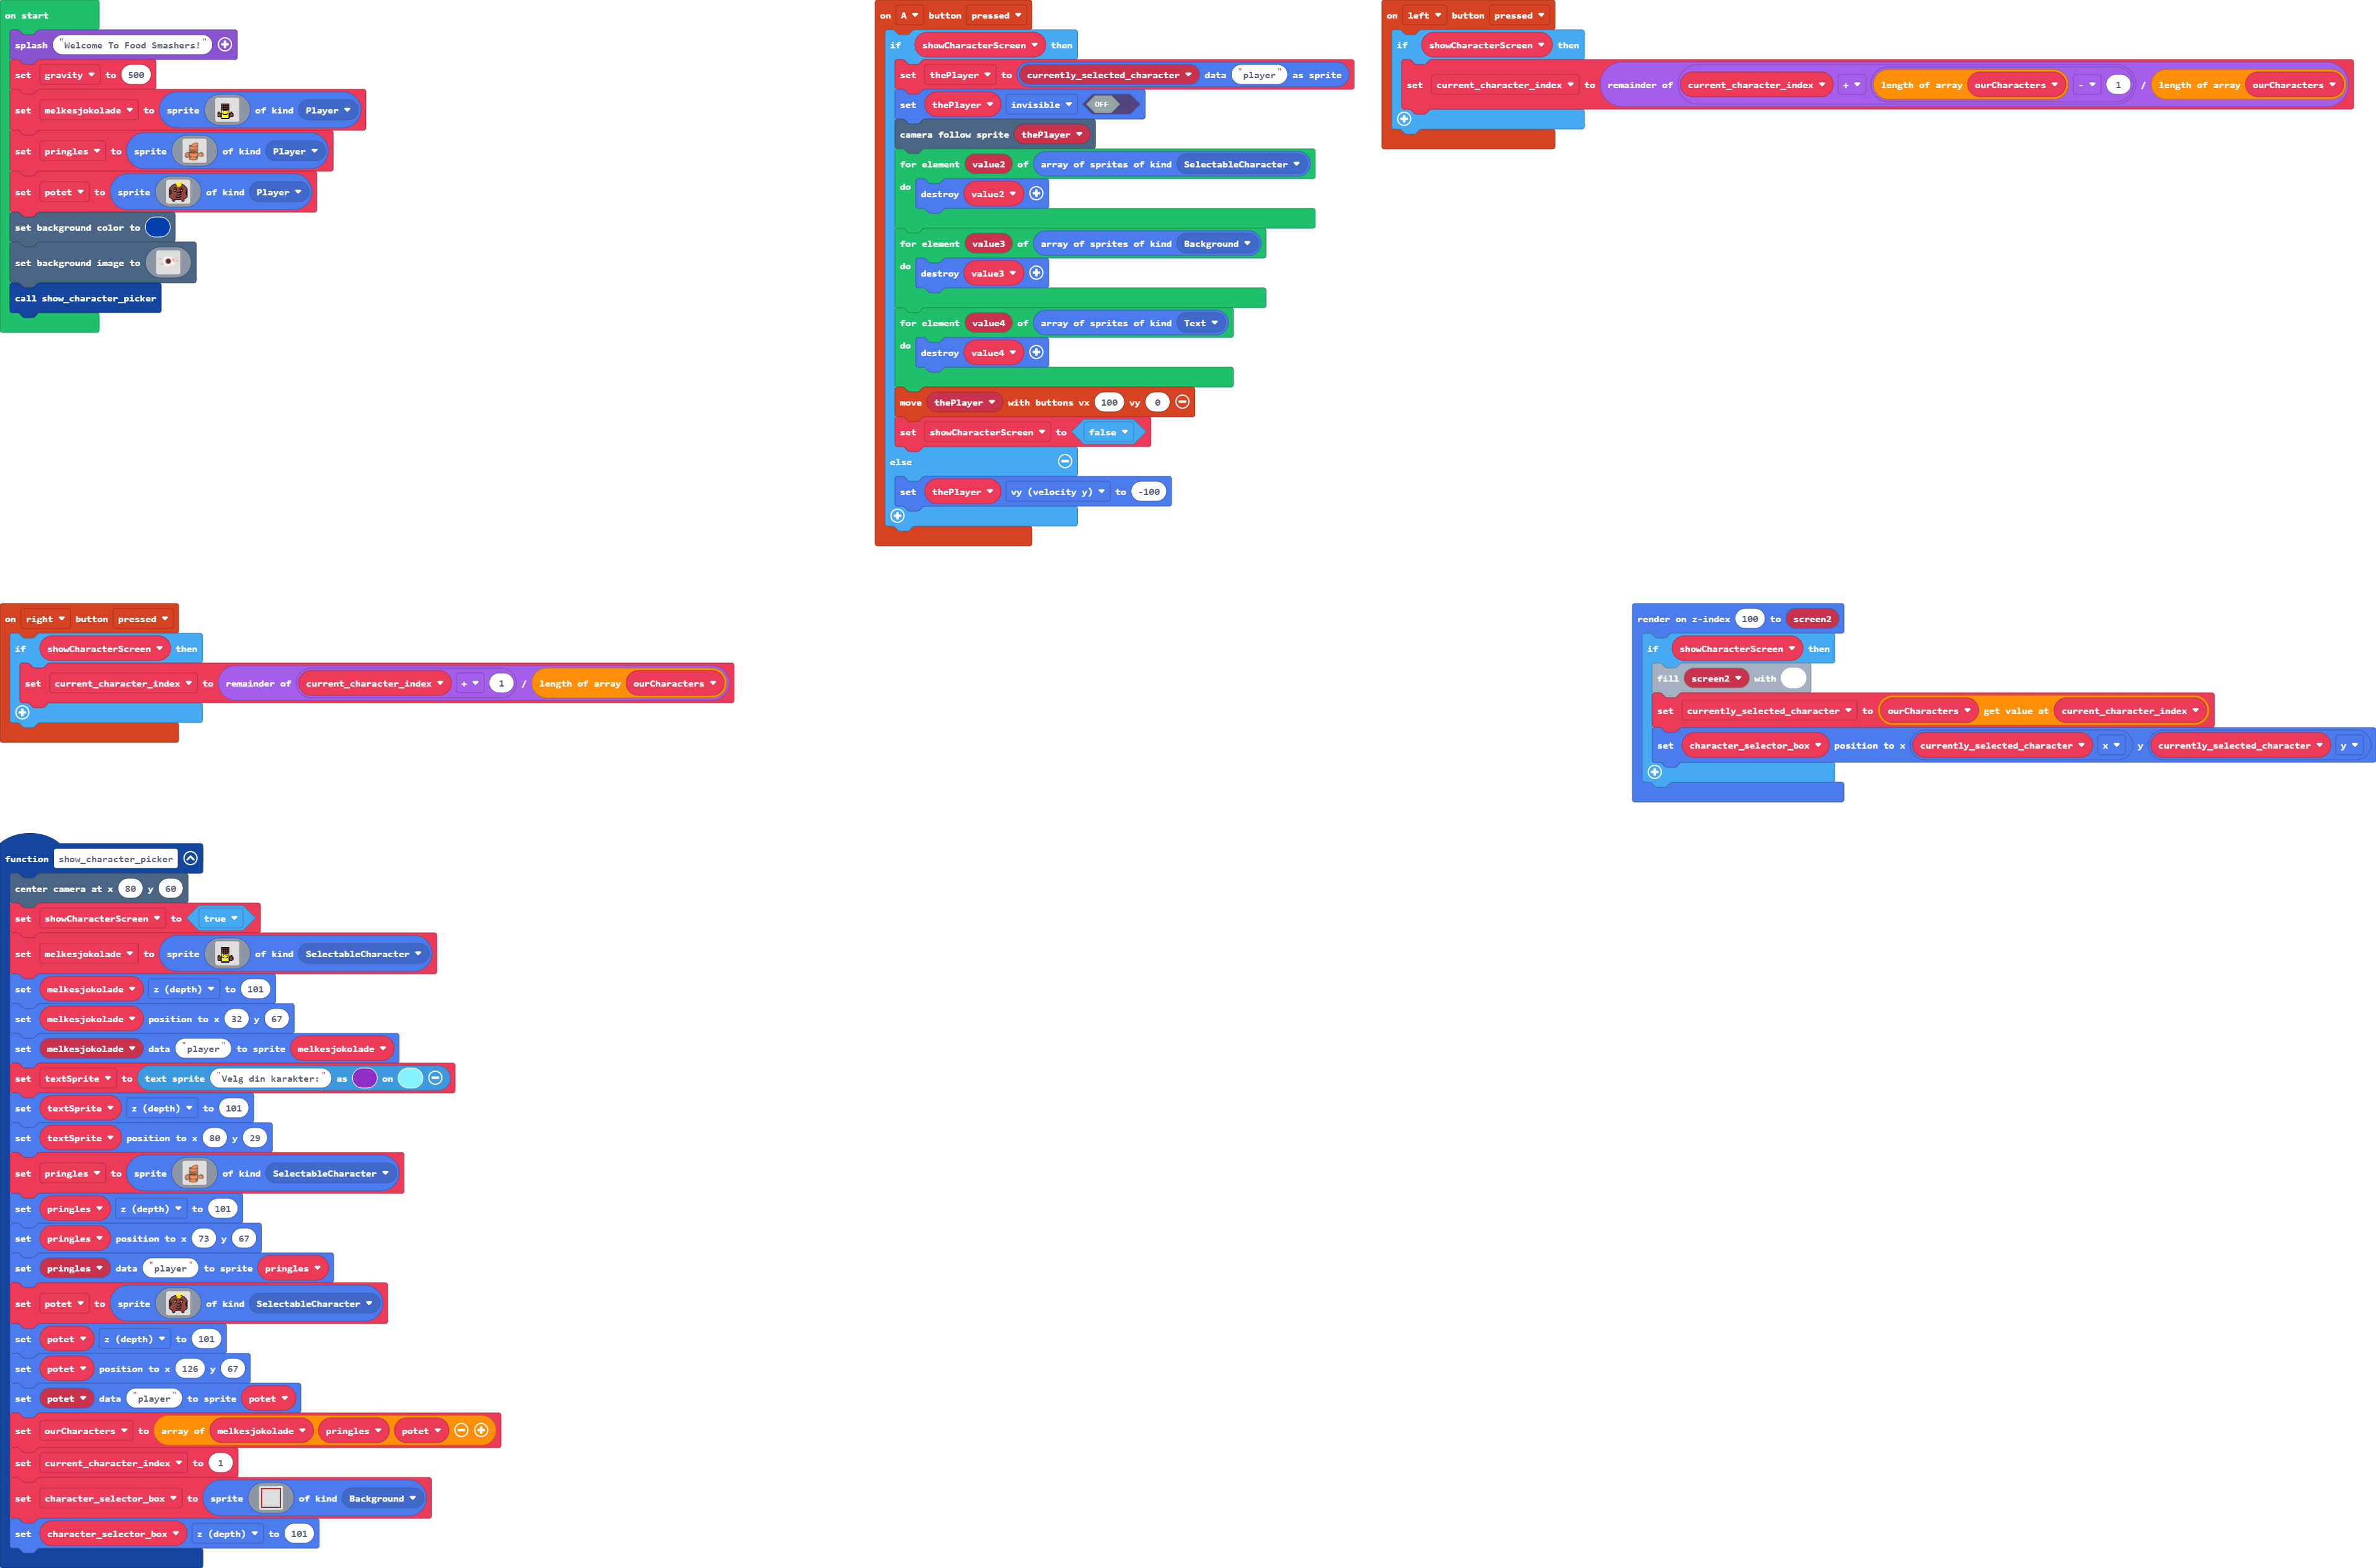 on start
splash "Welcome To Food Smashers!"
set gravity to 500
set melkesjokolade to sprite of kind Player
set pringles to sprite of kind Player
set potet to sprite of kind Player
set background color to
set background image to
call show_character_picker
on A button pressed
if showCharacterScreen then
set thePlayer to currently_selected_character data "player" as sprite
set thePlayer invisible OFF
camera follow sprite thePlayer
for element value2 of array of sprites of kind SelectableCharacter
do destroy value2
for element value3 of array of sprites of kind Background
do destroy value3
for element value4 of array of sprites of kind Text
do destroy value4
move thePlayer with buttons vx 100 vy 0
set showCharacterScreen to false
else
set thePlayer vy (velocity y) to -100
on left button pressed
if showCharacterScreen then
set current_character_index to remainder of current_character_index + length of array ourCharacters - 1 / length of array ourCharacters
on right button pressed
if showCharacterScreen then
set current_character_index to remainder of current_character_index + 1 / length of array ourCharacters
render on z-index 100 to screen2
if showCharacterScreen then
fill screen2 with
set currently_selected_character to ourCharacters get value at current_character_index
set character_selector_box position to x currently_selected_character x y currently_selected_character y
function show_character_picker
center camera at x 80 y 60
set showCharacterScreen to true
set melkesjokolade to sprite of kind SelectableCharacter
set melkesjokolade z (depth) to 101
set melkesjokolade position to x 32 y 67
set melkesjokolade data "player" to sprite melkesjokolade
set textSprite to text sprite "Velg din karakter:" as on
set textSprite z (depth) to 101
set textSprite position to x 80 y 29
set pringles to sprite of kind SelectableCharacter
set pringles z (depth) to 101
set pringles position to x 73 y 67
set pringles data "player" to sprite pringles
set potet to sprite of kind SelectableCharacter
set potet z (depth) to 101
set potet position to x 126 y 67
set potet data "player" to sprite potet
set ourCharacters to array of melkesjokolade pringles potet
set current_character_index to 1
set character_selector_box to sprite of kind Background
set character_selector_box z (depth) to 101